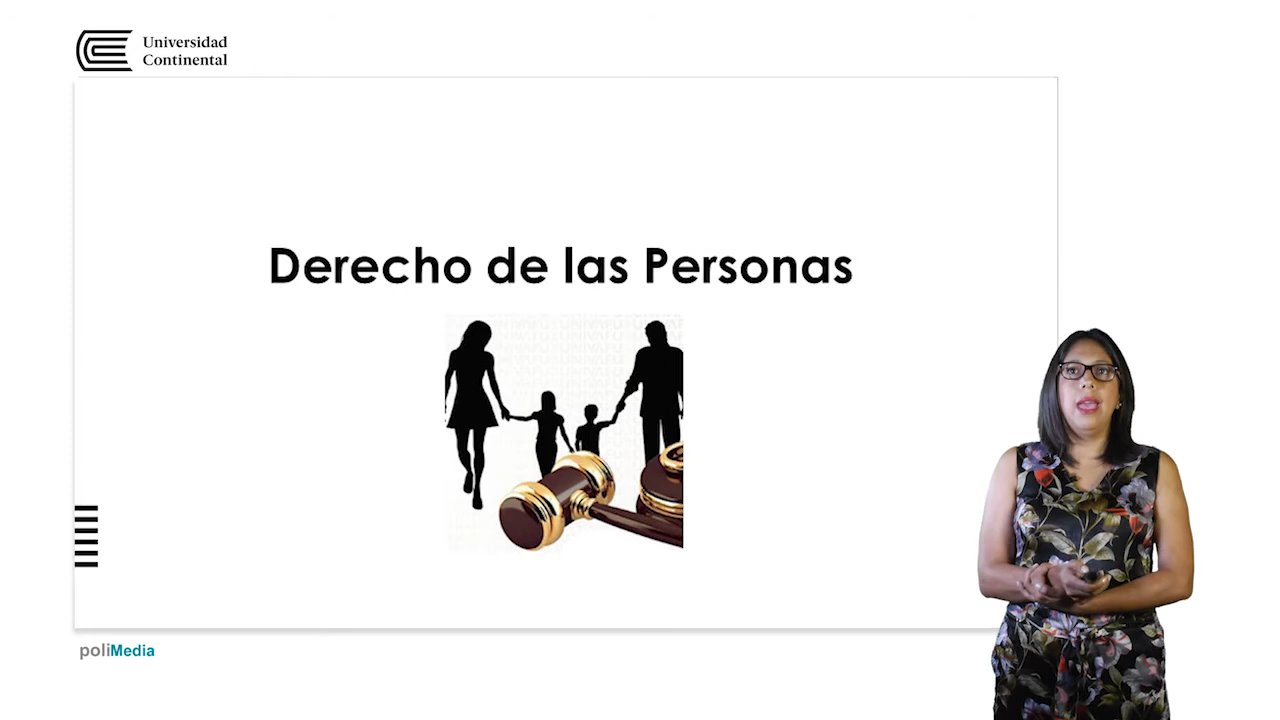 Universidad
Continental
Derecho de las Personas
poliMedia